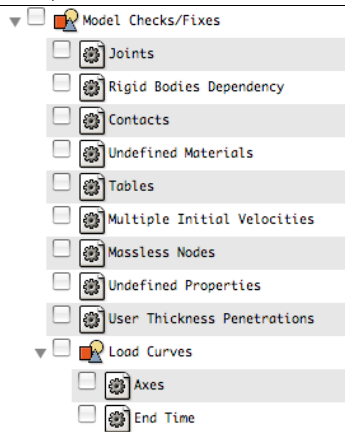 Model Checks/Fixes
Joints
Rigid Bodies Dependency
Contacts
Undefined Materials
Tables
Multiple Initial Velocities
Massless Nodes
Undefined Properties
User Thickness Penetrations
Load Curves
Axes
End Time